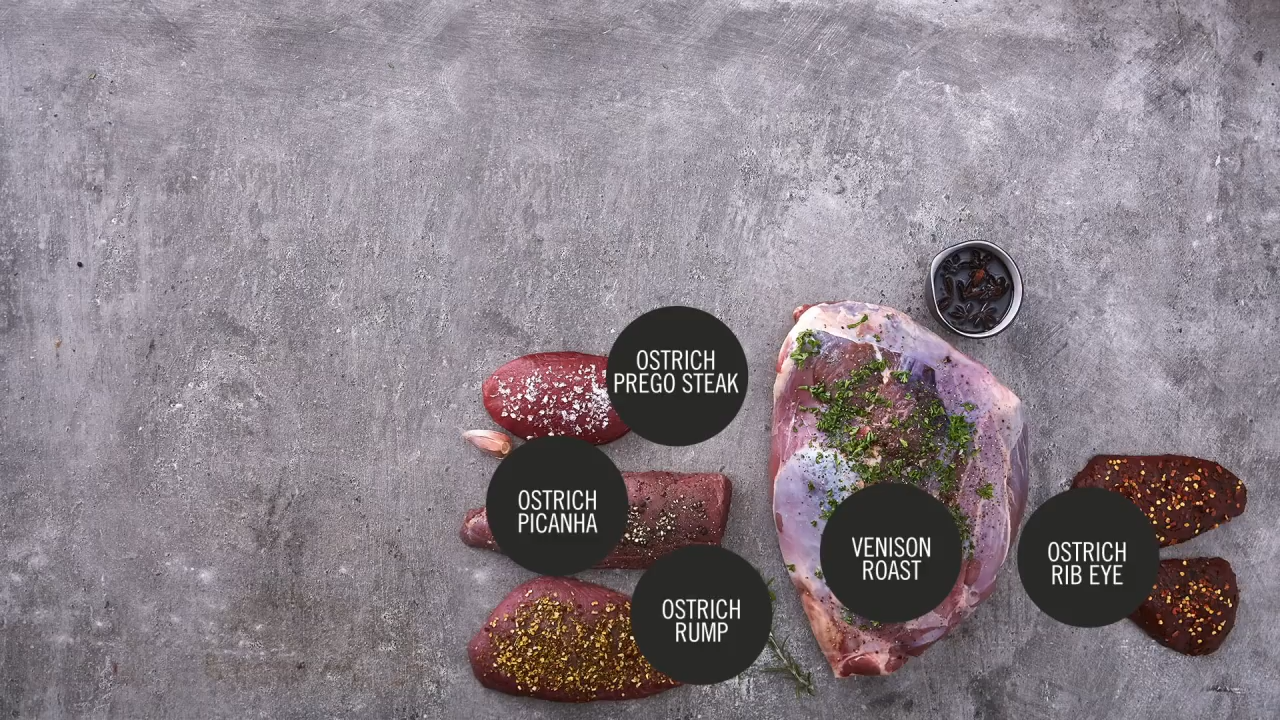 OSTRICH
PREGO STEAK
OSTRICH
PICANHA
OSTRICH
RUMP
VENISON
ROAST
OSTRICH
RIB EYE